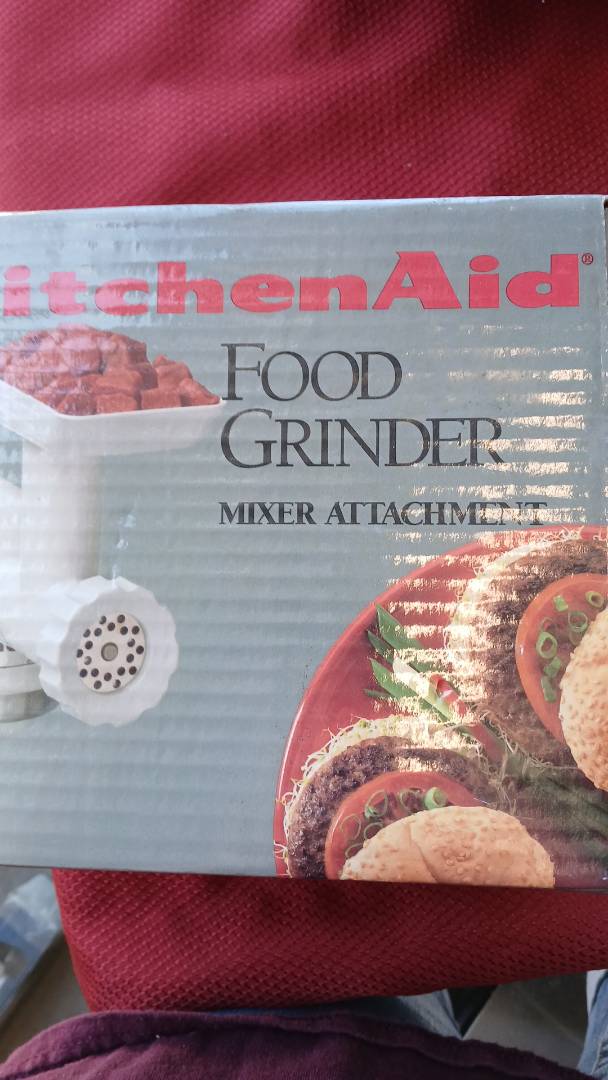 itchenAid®
FOOD
GRINDER
MIXER ATTACHMENT